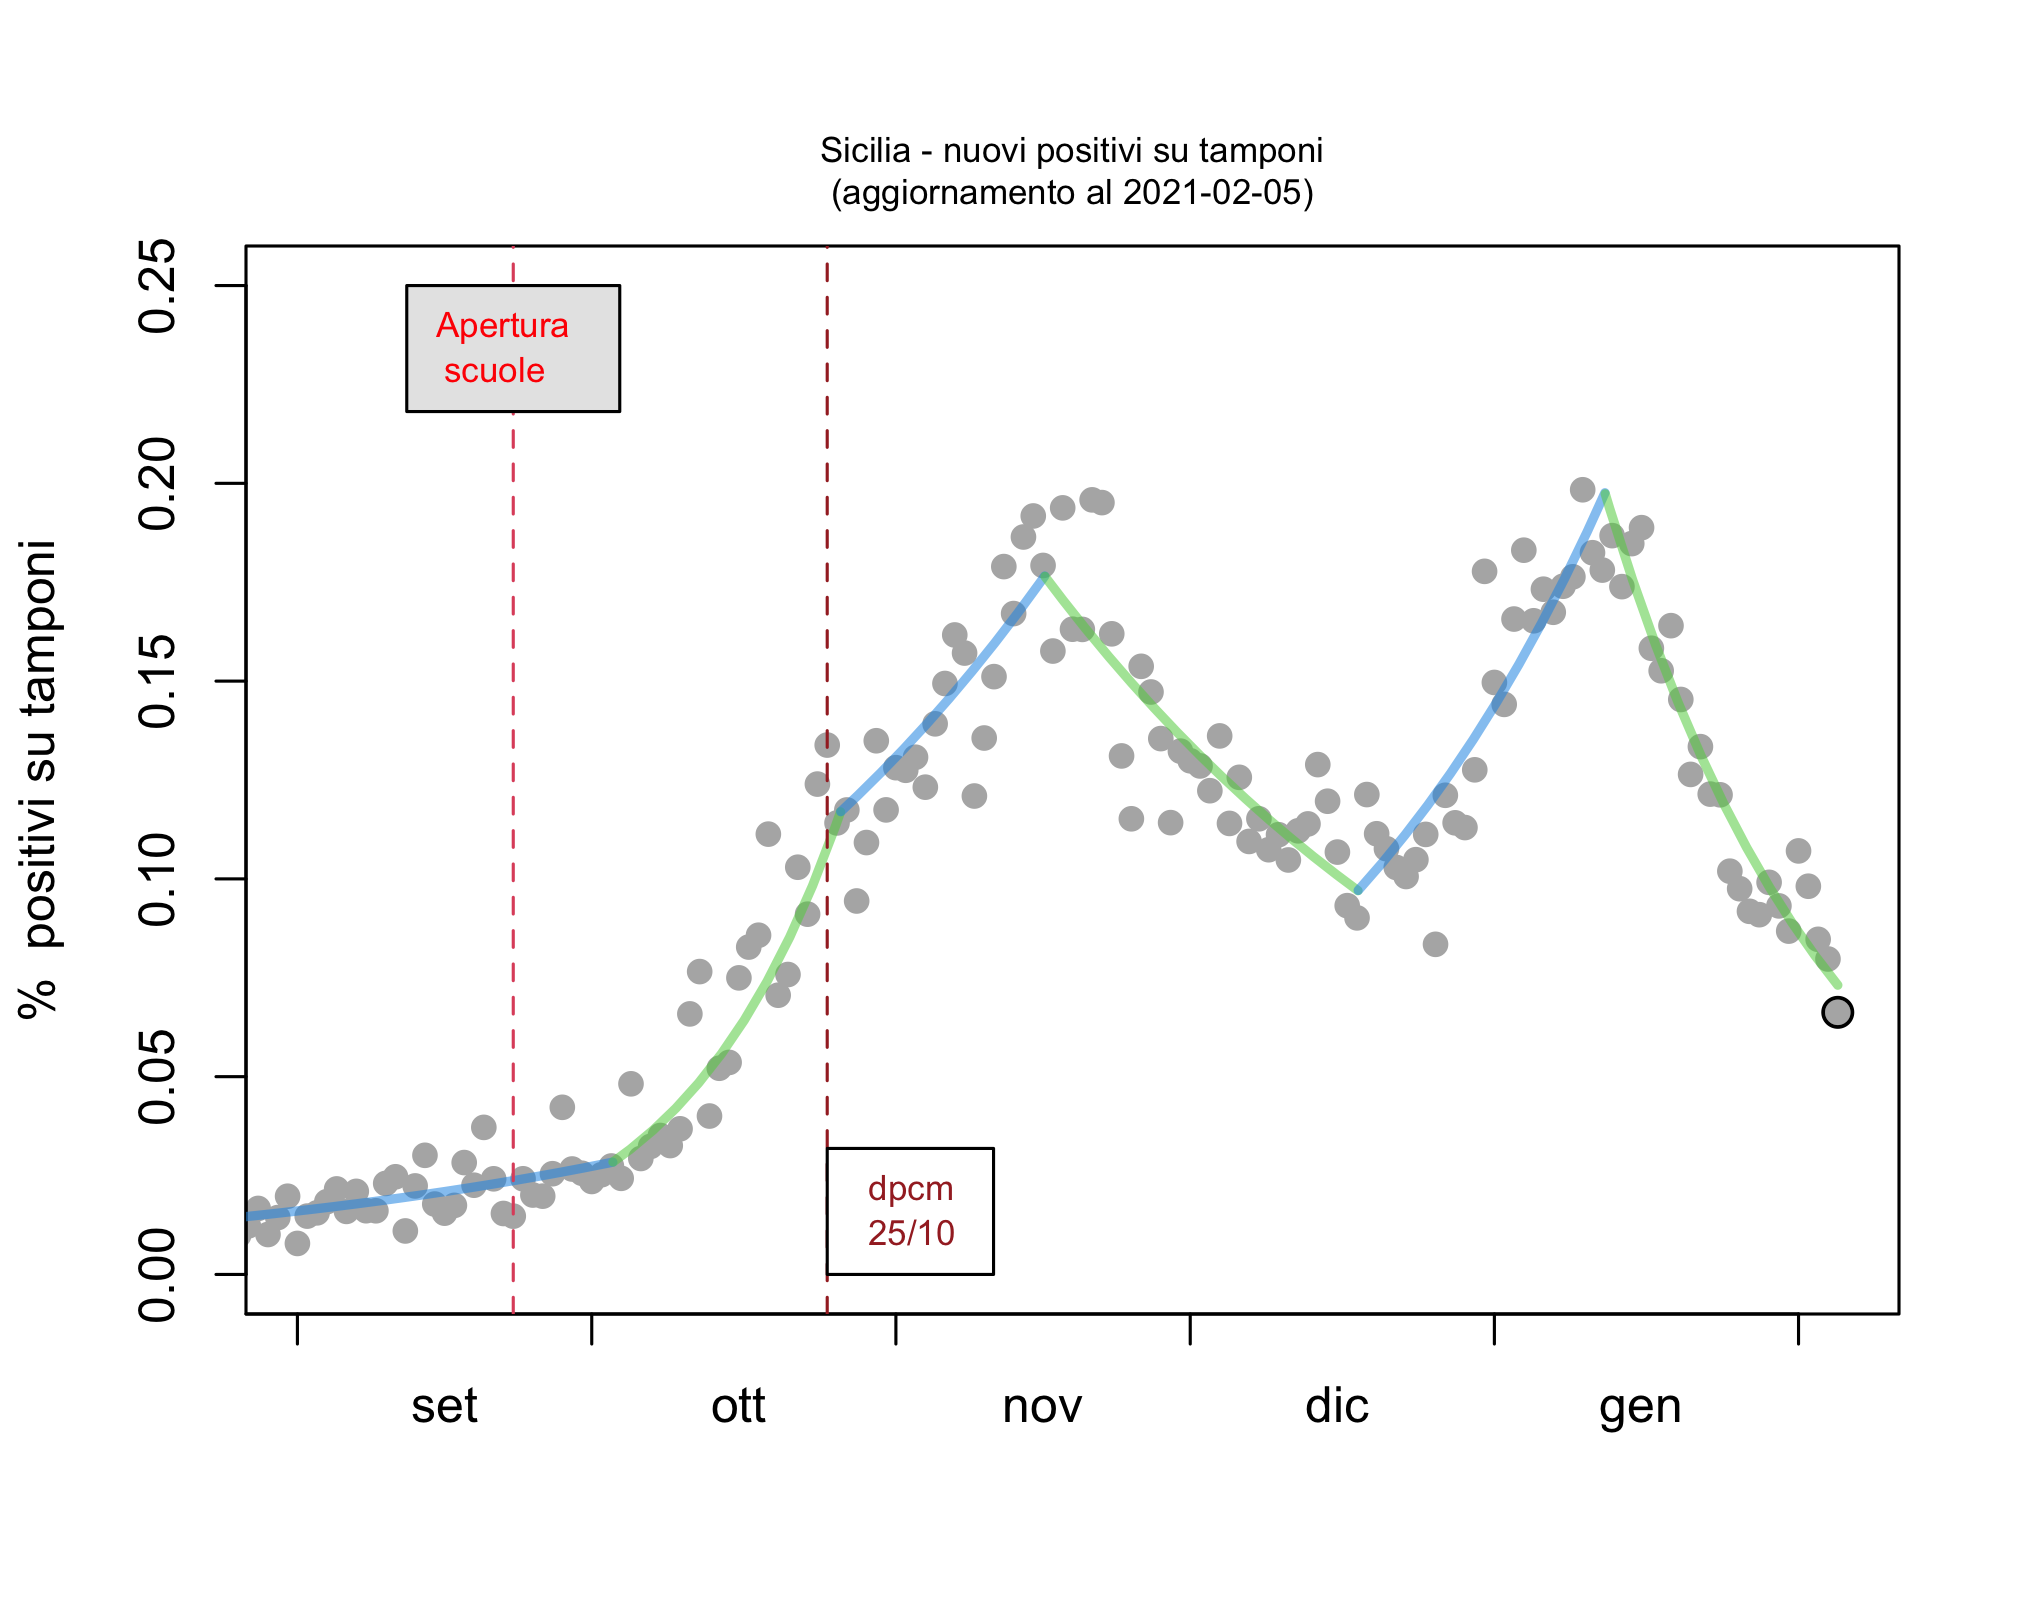 Sicilia - nuovi positivi su tamponi
(aggiornamento al 2021-02-05)
% positivi su tamponi
0.25
0.20
0.15
0.10
0.05
0.00
Apertura
scuole
dpcm
25/10
set ott nov dic gen